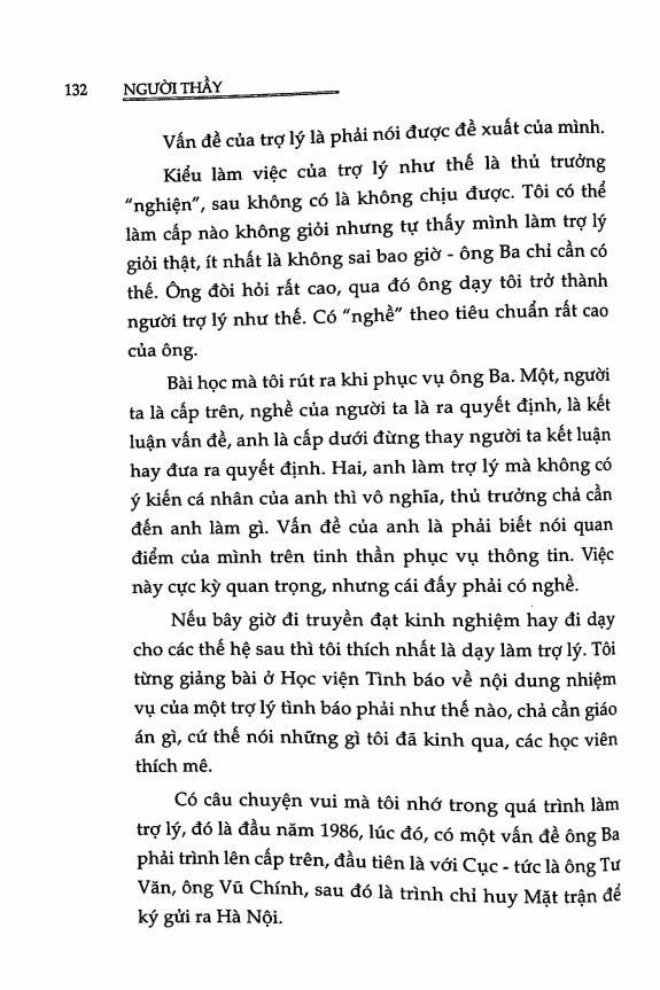 132 NGƯỜI THẦY
Vấn đề của trợ lý là phải nói được đề xuất của mình.
Kiểu làm việc của trợ lý như thế là thủ trưởng
"nghiện", sau không có là không chịu được. Tôi có thể
làm cấp nào không giỏi nhưng tự thấy mình làm trợ lý
giỏi thật, ít nhất là không sai bao giờ - ông Ba chỉ cần có
thế. Ông đòi hỏi rất cao, qua đó ông dạy tôi trở thành
người trợ lý như thế. Có "nghề" theo tiêu chuẩn rất cao
của ông.
Bài học mà tôi rút ra khi phục vụ ông Ba. Một, người
ta là cấp trên, nghề của người ta là ra quyết định, là kết
luận vấn đề, anh là cấp dưới đừng thay người ta kết luận
hay đưa ra quyết định. Hai, anh làm trợ lý mà không có
ý kiến cá nhân của anh thì vô nghĩa, thủ trưởng chả cần
đến anh làm gì. Vấn đề của anh là phải biết nói quan
điểm của mình trên tinh thần phục vụ thông tin. Việc
này cực kỳ quan trọng, nhưng cái đấy phải có nghề.
Nếu bây giờ đi truyền đạt kinh nghiệm hay đi dạy
cho các thế hệ sau thì tôi thích nhất là dạy làm trợ lý. Tôi
từng giảng bài ở Học viện Tình báo về nội dung nhiệm
vụ của một trợ lý tình báo phải như thế nào, chả cần giáo
án gì, cứ thế nói những gì tôi đã kinh qua, các học viên
thích mê.
Có câu chuyện vui mà tôi nhớ trong quá trình làm
trợ lý, đó là đầu năm 1986, lúc đó, có một vấn đề ông Ba
phải trình lên cấp trên, đầu tiên là với Cục - tức là ông Tư
Văn, ông Vũ Chính, sau đó là trình chỉ huy Mặt trận để
ký gửi ra Hà Nội.